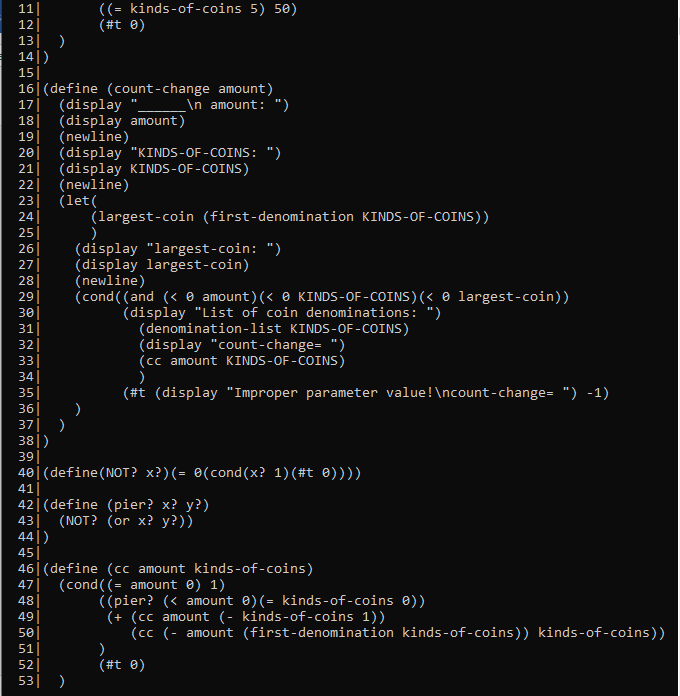 11|       ((= kinds-of-coins 5) 50)
12|       (#t 0)
13|  )
14|)
15|
16|(define (count-change amount)
17|  (display "______\n amount: ")
18|  (display amount)
19|  (newline)
20|  (display "KINDS-OF-COINS: ")
21|  (display KINDS-OF-COINS)
22|  (newline)
23|  (let(
24|      (largest-coin (first-denomination KINDS-OF-COINS))
25|      )
26|    (display "largest-coin: ")
27|    (display largest-coin)
28|    (newline)
29|    (cond((and (< 0 amount)(< 0 KINDS-OF-COINS)(< 0 largest-coin))
30|          (display "List of coin denominations: ")
31|            (denomination-list KINDS-OF-COINS)
32|            (display "count-change= ")
33|            (cc amount KINDS-OF-COINS)
34|            )
35|          (#t (display "Improper parameter value!\ncount-change= ") -1)
36|    )
37|  )
38|)
39|
40|(define(NOT? x?)(= 0(cond(x? 1)(#t 0))))
41|
42|(define (pier? x? y?)
43|  (NOT? (or x? y?))
44|)
45|
46|(define (cc amount kinds-of-coins)
47|  (cond((= amount 0) 1)
48|       ((pier? (< amount 0)(= kinds-of-coins 0))
49|        (+ (cc amount (- kinds-of-coins 1))
50|           (cc (- amount (first-denomination kinds-of-coins)) kinds-of-coins))
51|       )
52|       (#t 0)
53|  )